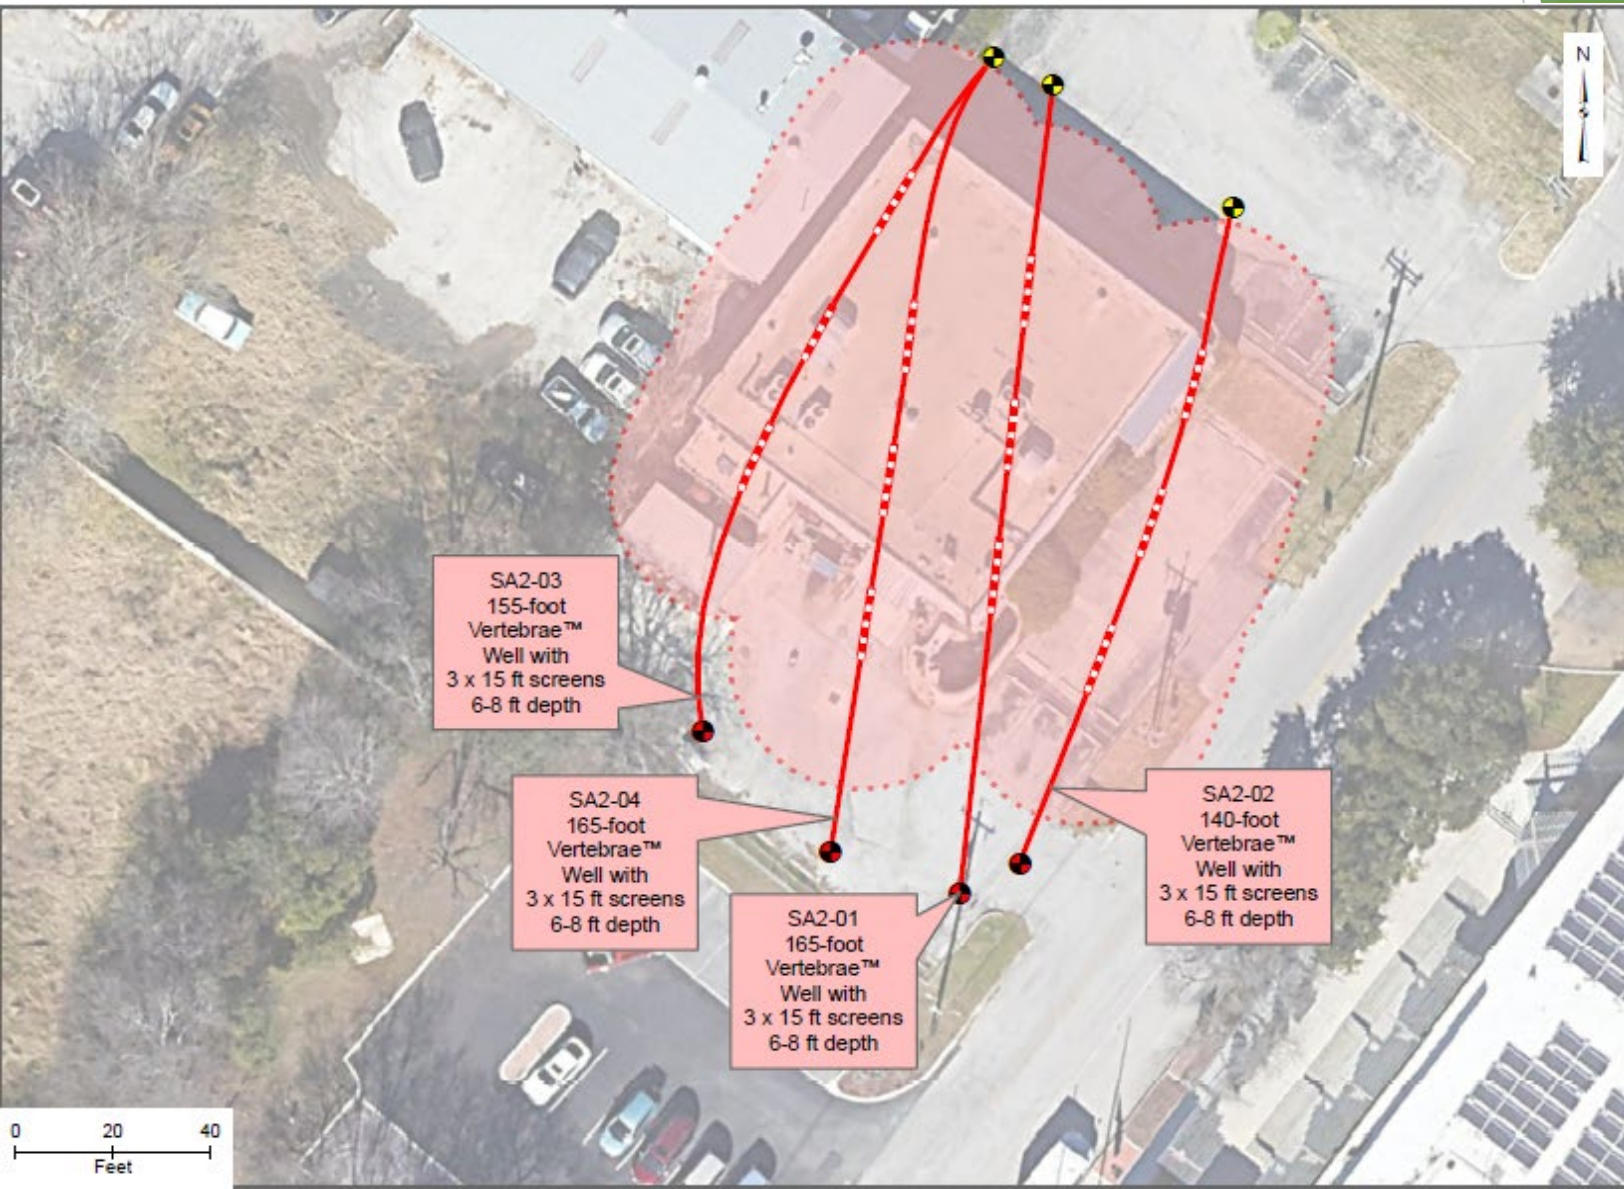 N
SA2-03
155-foot
Vertebrae™
Well with
3 x 15 ft screens
6-8 ft depth
SA2-04
165-foot
Vertebrae™
Well with
3 x 15 ft screens
6-8 ft depth
SA2-01
165-foot
Vertebrae™
Well with
3 x 15 ft screens
6-8 ft depth
SA2-02
140-foot
Vertebrae™
Well with
3 x 15 ft screens
6-8 ft depth
0 20 40
Feet